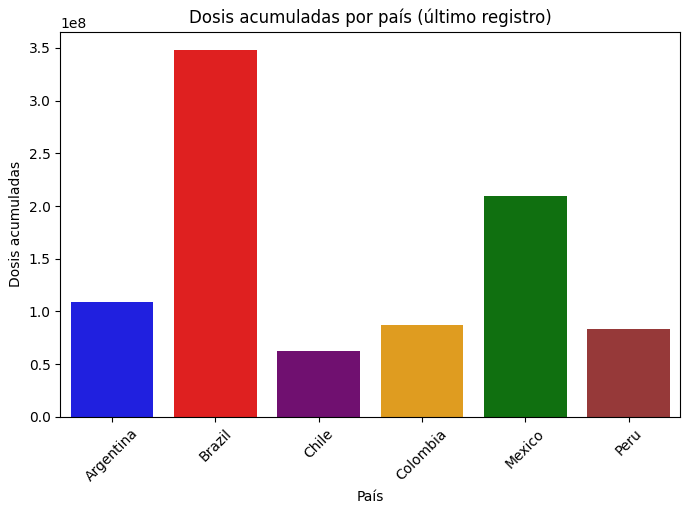 Dosis acumuladas por país (último registro)
1e8
Dosis acumuladas
3.5
3.0
2.5
2.0
1.5
1.0
0.5
0.0
Argentina
Brazil
Chile
Colombia
Mexico
Peru
País